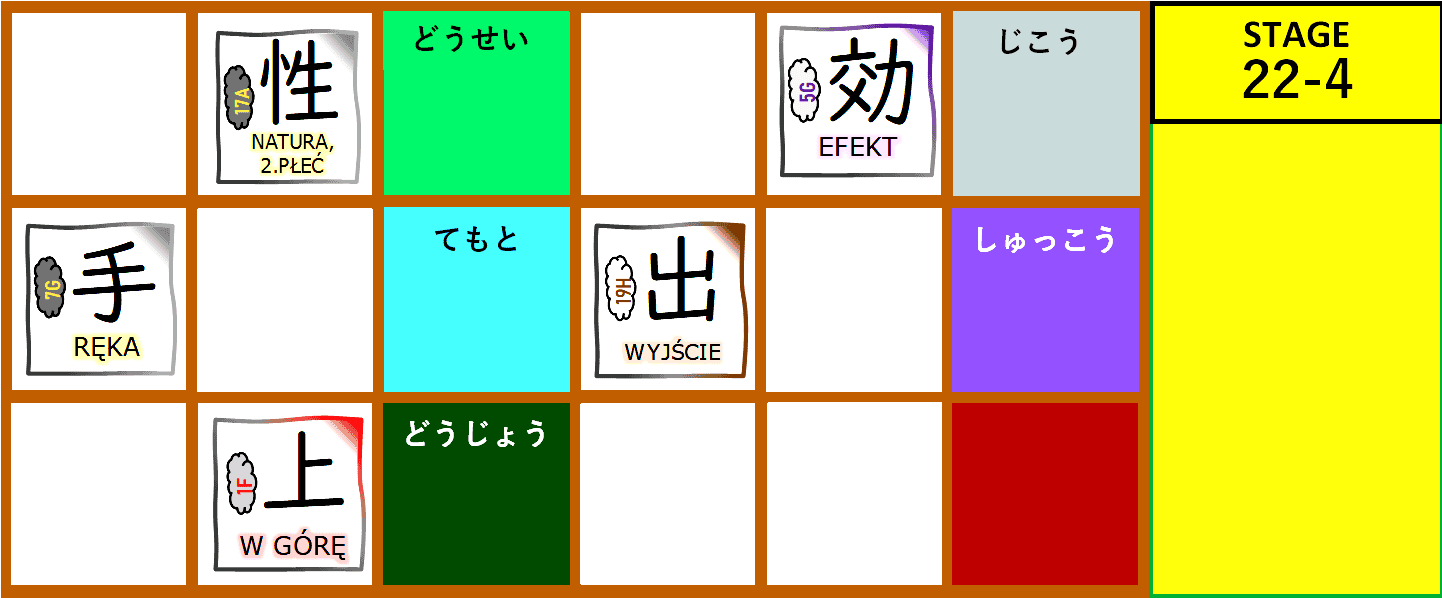 17A
性
NATURA,
2.PŁEĆ
どうせい
5G
効
EFEKT
じこう
STAGE
22-4
7G
手
RĘKA
てもと
19H
出
WYJŚCIE
しゅっこう
1F
上
W GÓRĘ
どうじょう